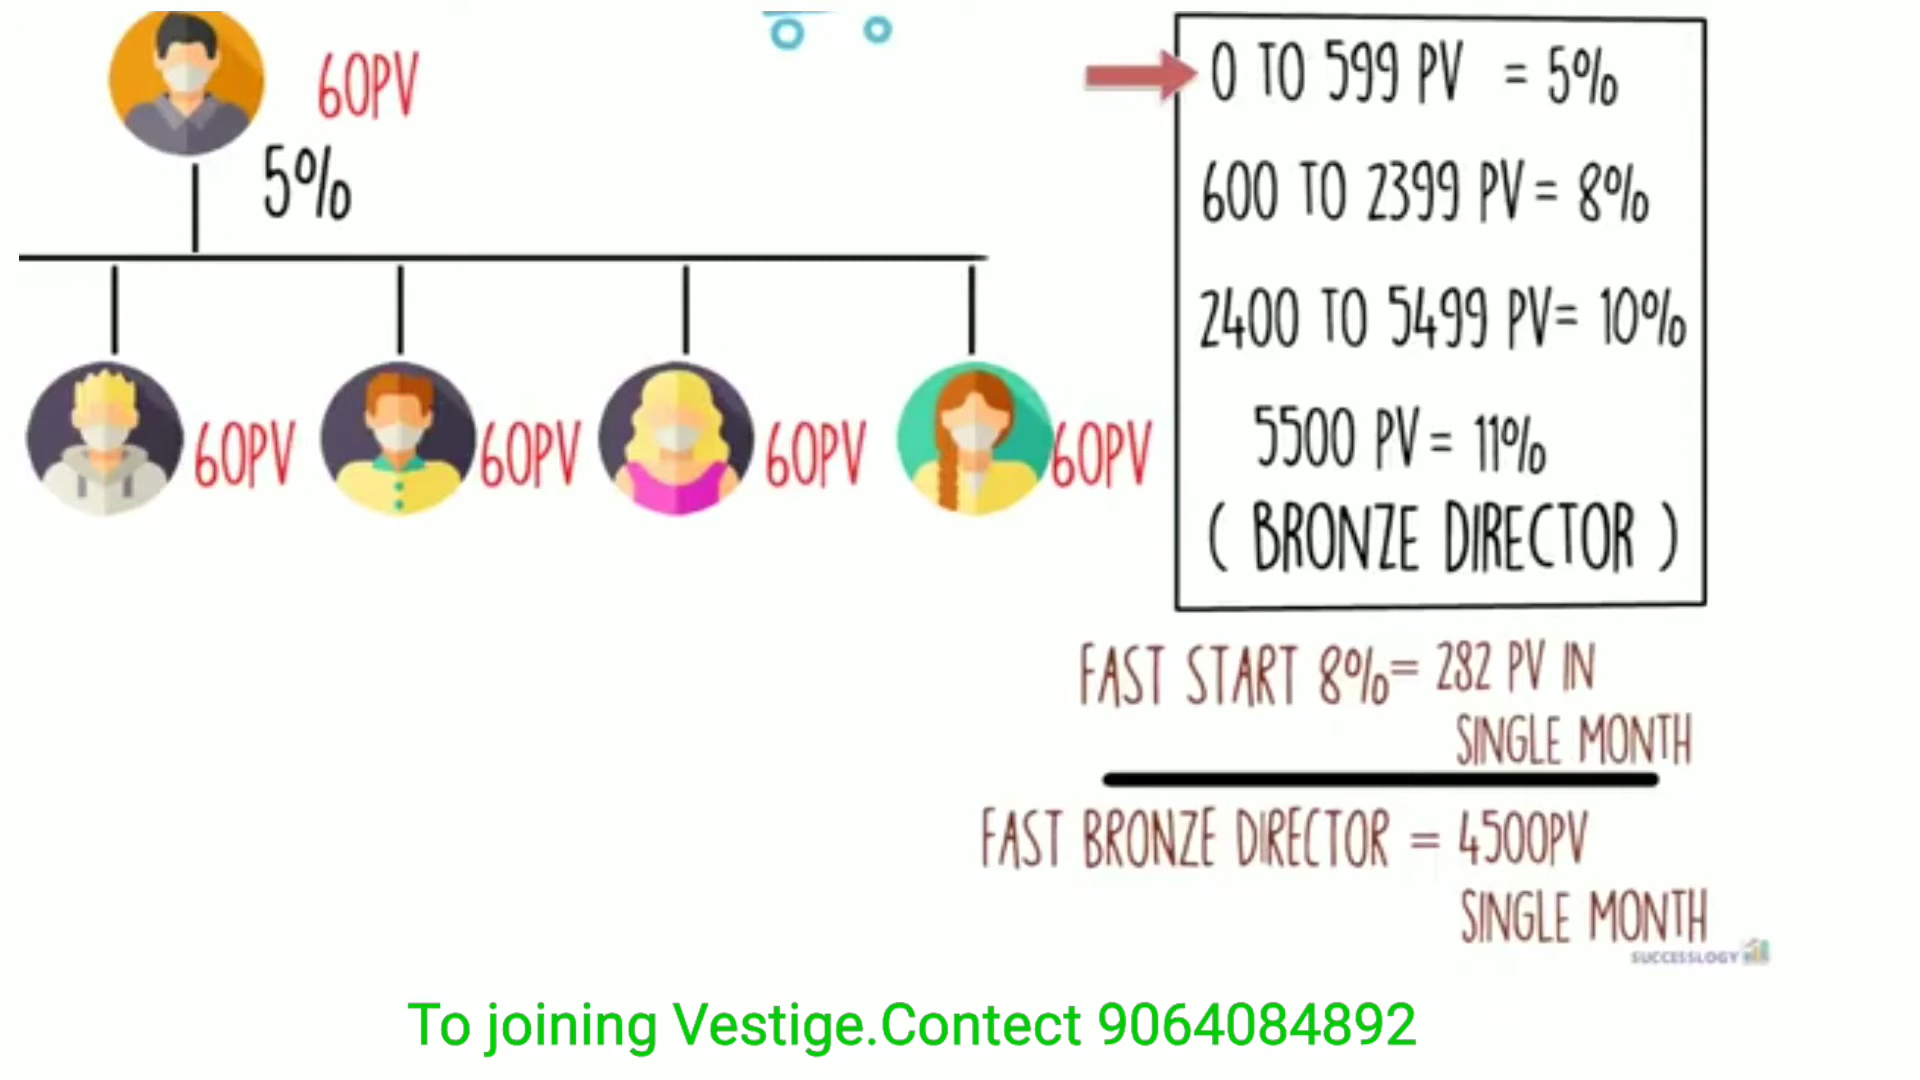 60PV
5%
60PV 60PV 60PV 60PV
0 TO 599 PV = 5%
600 TO 2399 PV = 8%
2400 TO 5499 PV= 10%
5500 PV = 11%
( BRONZE DIRECTOR )
FAST START 8%= 282 PV IN
SINGLE MONTH
FAST BRONZE DIRECTOR = 4500PV
SINGLE MONTH
SUCCESSLOGY
To joining Vestige.Contect 9064084892